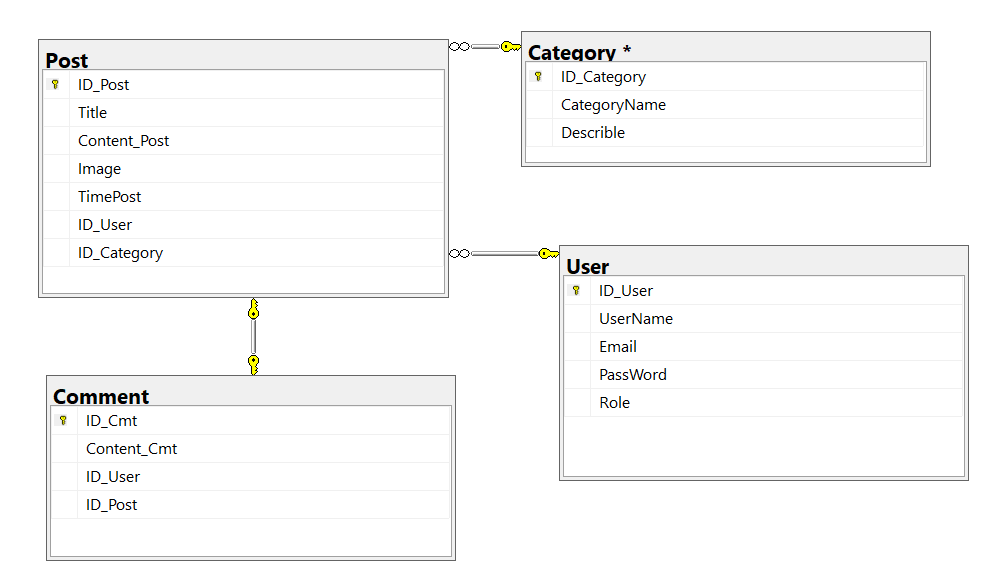 Post
ID_Post
Title
Content_Post
Image
TimePost
ID_User
ID_Category
Category *
ID_Category
CategoryName
Describle
User
ID_User
UserName
Email
PassWord
Role
Comment
ID_Cmt
Content_Cmt
ID_User
ID_Post